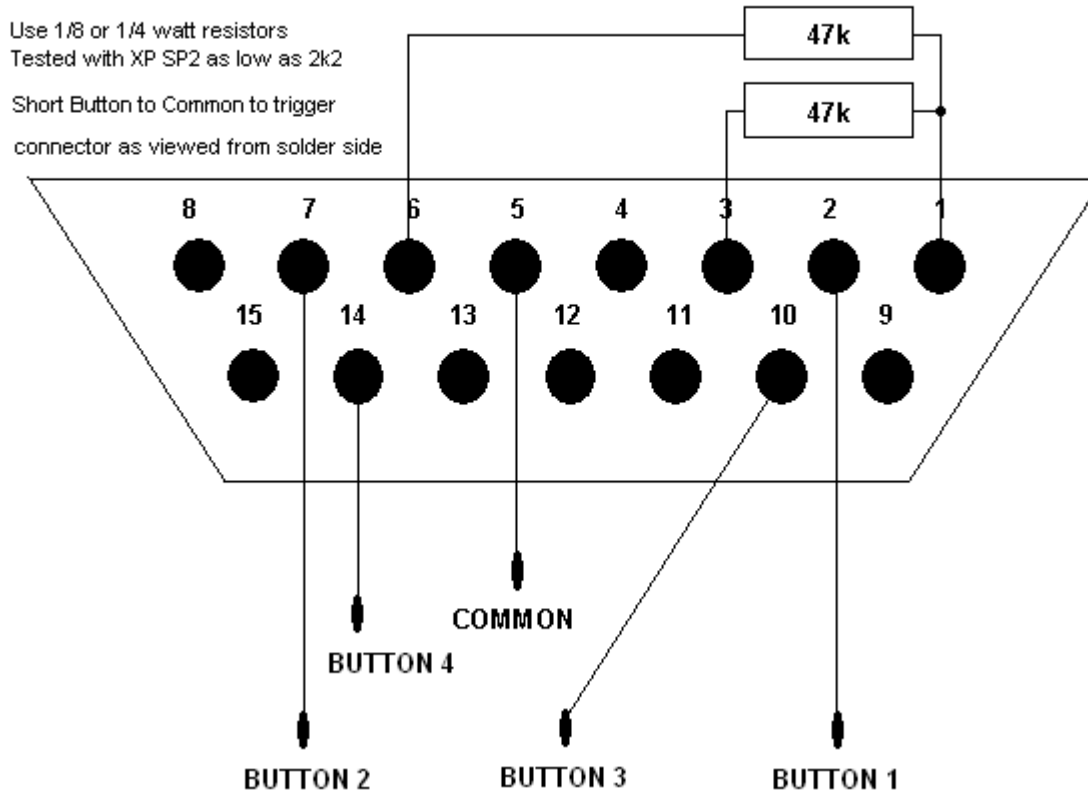 Use 1/8 or 1/4 watt resistors
Tested with XP SP2 as low as 2k2
Short Button to Common to trigger
connector as viewed from solder side
47k
47k
8 7 6 5 4 3 2 1
15 14 13 12 11 10 9
COMMON
BUTTON 4
BUTTON 2
BUTTON 3
BUTTON 1